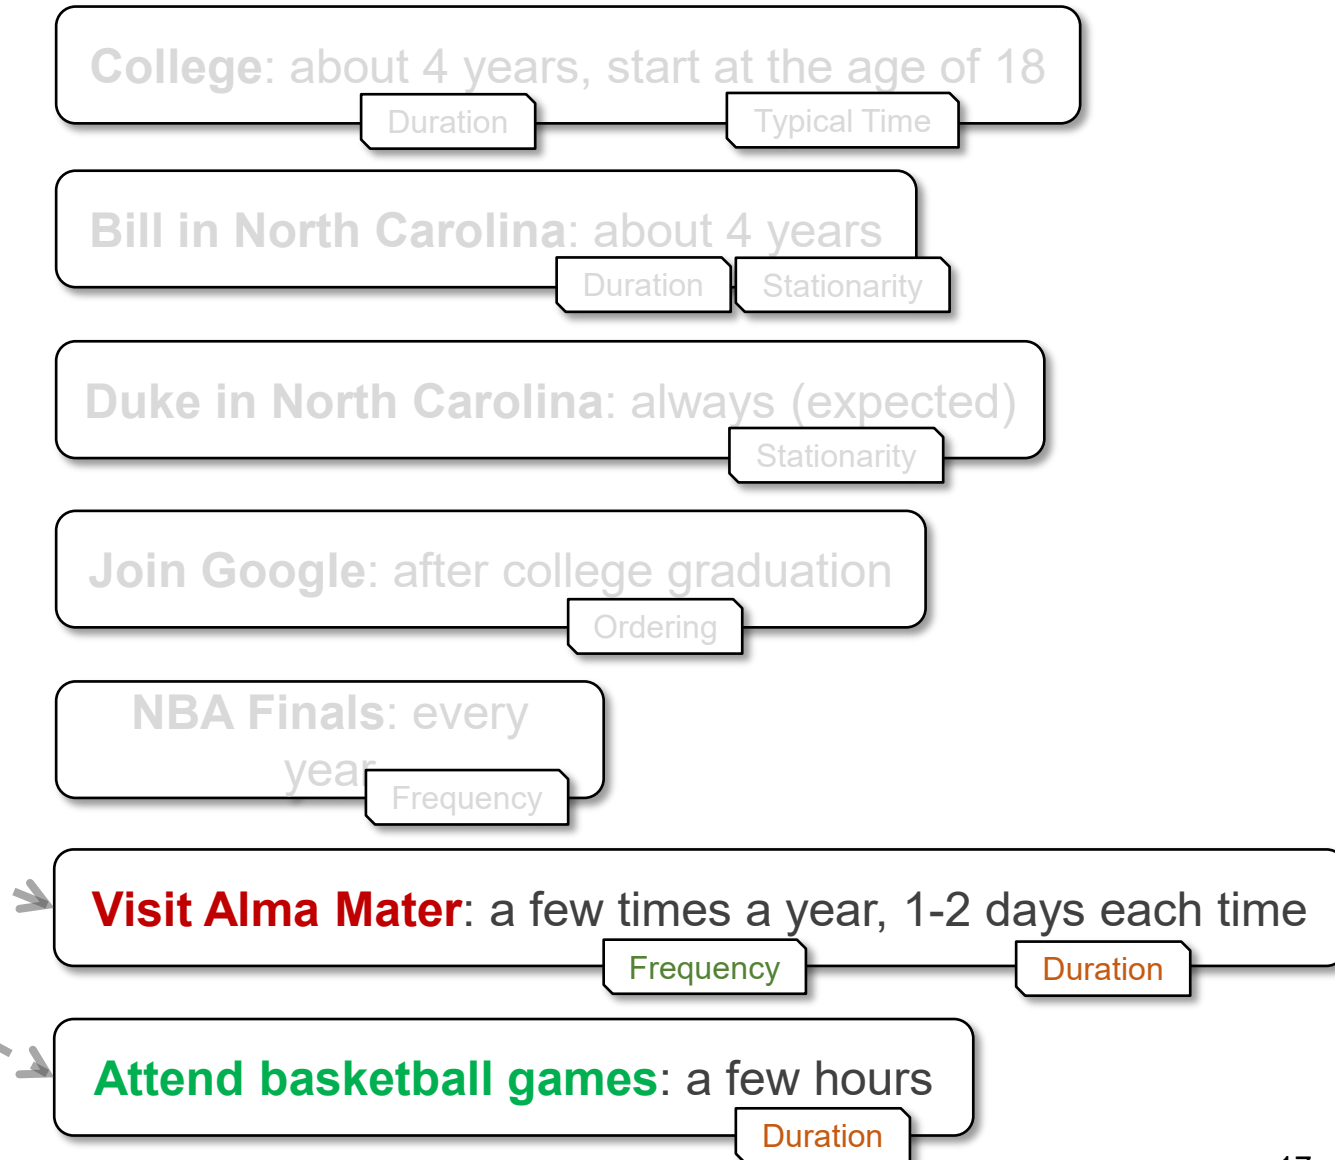 College: about 4 years, start at the age of 18
Duration
Typical Time
Bill in North Carolina: about 4 years
Duration
Stationarity
Duke in North Carolina: always (expected)
Stationarity
Join Google: after college graduation
Ordering
NBA Finals: every
year
Frequency
Visit Alma Mater: a few times a year, 1-2 days each time
Frequency
Duration
Attend basketball games: a few hours
Duration
17